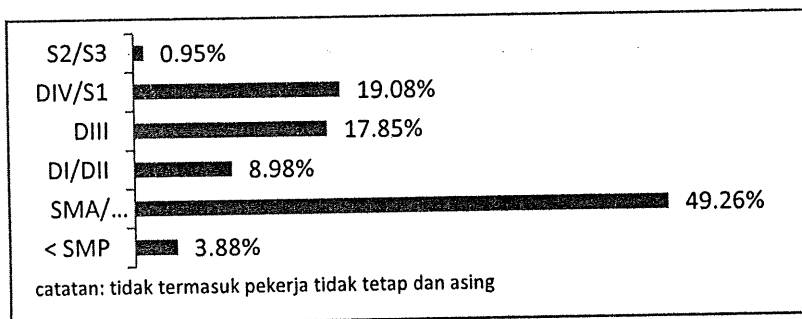 S2/S3 0.95%
DIV/S1 19.08%
DIII 17.85%
DI/DII 8.98%
SMA/... 49.26%
< SMP 3.88%
catatan: tidak termasuk pekerja tidak tetap dan asing